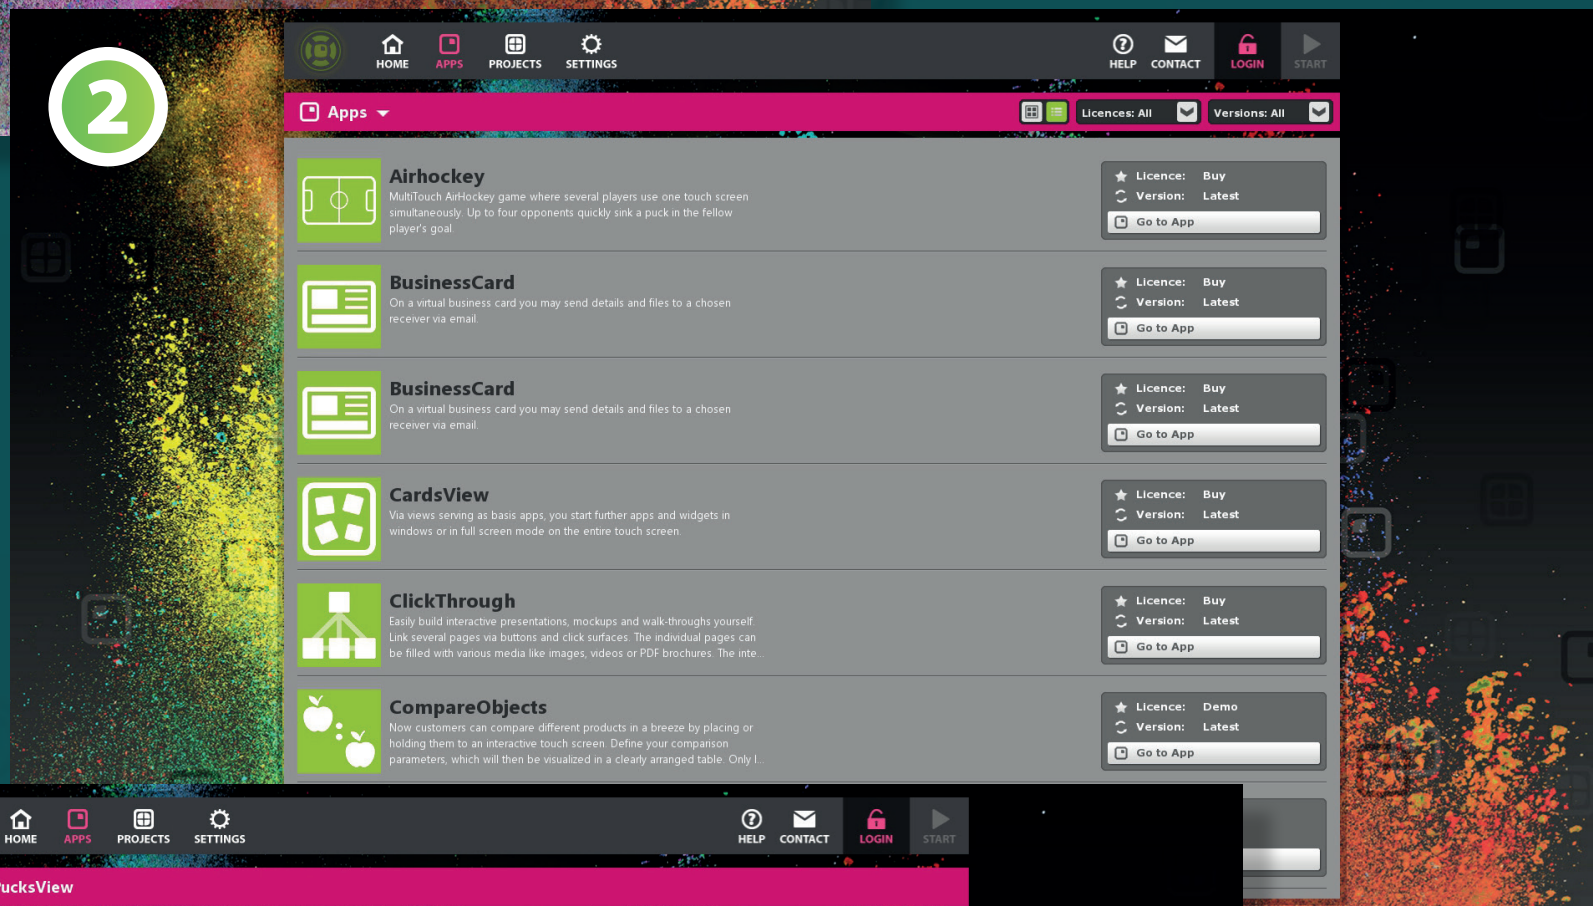 2
HOME APPS PROJECTS SETTINGS HELP CONTACT LOGIN START
Apps Licences: All Versions: All
Airhockey
MultiTouch AirHockey game where several players use one touch screen
simultaneously. Up to four opponents quickly sink a puck in the fellow
player's goal.
Licence: Buy
Version: Latest
Go to App
BusinessCard
On a virtual business card you may send details and files to a chosen
receiver via email.
Licence: Buy
Version: Latest
Go to App
BusinessCard
On a virtual business card you may send details and files to a chosen
receiver via email.
Licence: Buy
Version: Latest
Go to App
CardsView
Via views serving as basis apps, you start further apps and widgets in
windows or in full screen mode on the entire touch screen.
Licence: Buy
Version: Latest
Go to App
ClickThrough
Easily build interactive presentations, mockups and walk-throughs yourself.
Link several pages via buttons and click surfaces. The individual pages can
be filled with various media like images, videos or PDF brochures. The inte...
Licence: Buy
Version: Latest
Go to App
CompareObjects
Now customers can compare different products in a breeze by placing or
holding them to an interactive touch screen. Define your comparison
parameters, which will then be visualized in a clearly arranged table. Only l...
Licence: Demo
Version: Latest
Go to App
HOME APPS PROJECTS SETTINGS HELP CONTACT LOGIN START
ucksView